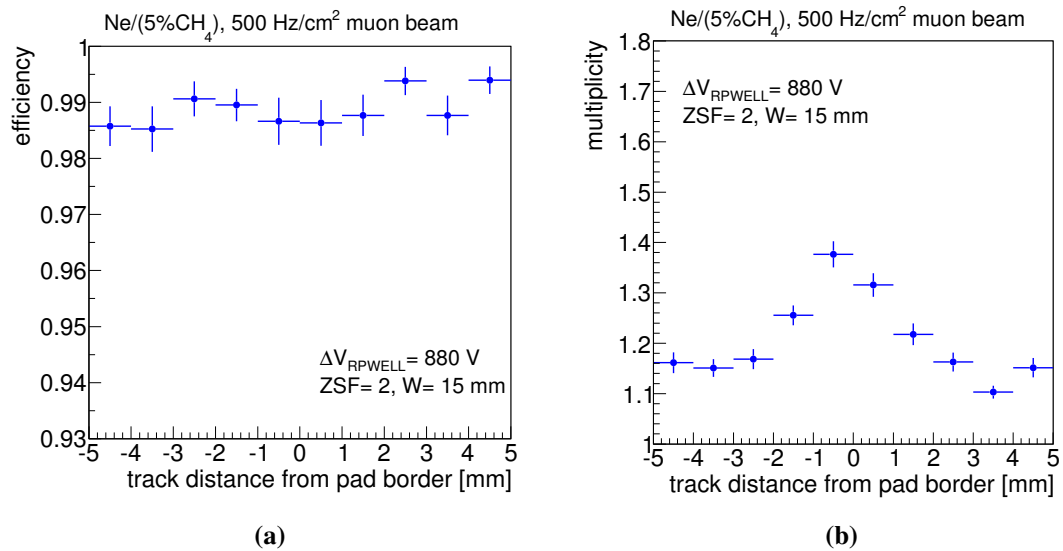 Ne/(5%CH4), 500 Hz/cm2 muon beam
efficiency
1
0.99
0.98
0.97
0.96
0.95
0.94
0.93
ΔVRPWELL= 880 V
ZSF= 2, W= 15 mm
-5 -4 -3 -2 -1 0 1 2 3 4 5
track distance from pad border [mm]
(a)
Ne/(5%CH4), 500 Hz/cm2 muon beam
multiplicity
1.8
1.7
1.6
1.5
1.4
1.3
1.2
1.1
1
ΔVRPWELL= 880 V
ZSF= 2, W= 15 mm
-5 -4 -3 -2 -1 0 1 2 3 4 5
track distance from pad border [mm]
(b)